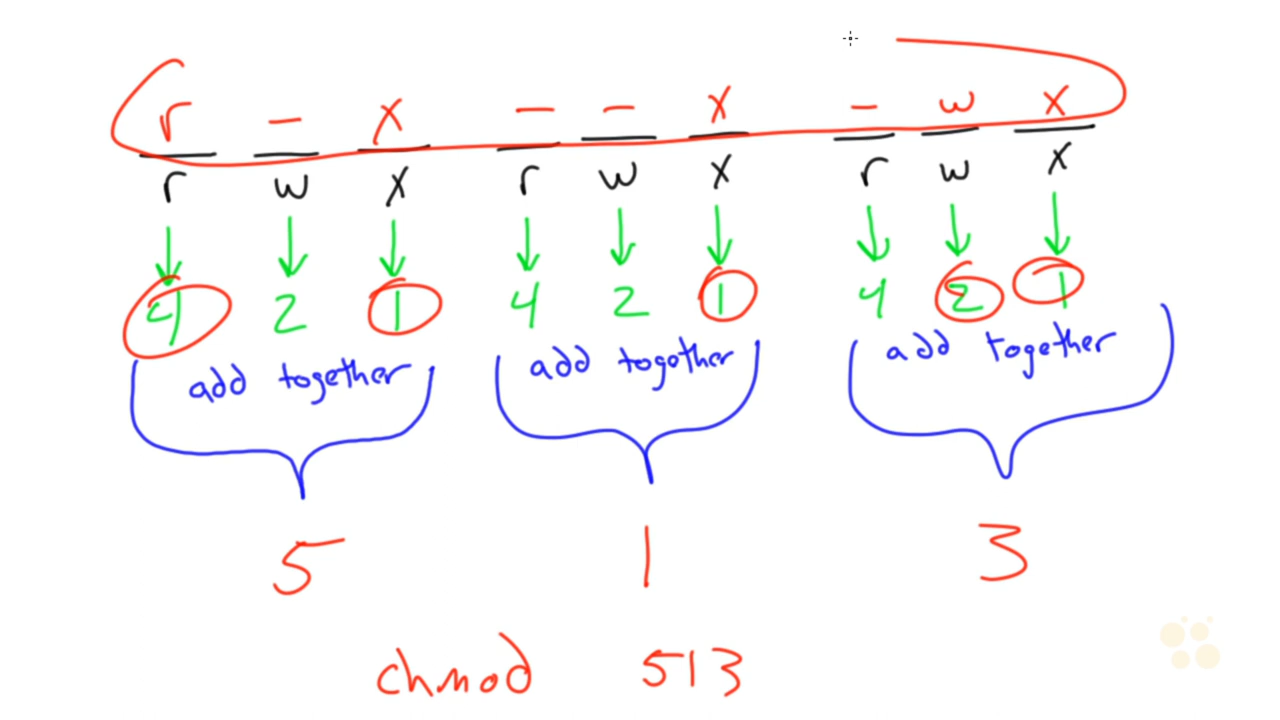 r - x - - x - w x
r w x r w x r w x
4 2 1 4 2 1 4 2 1
add together add together add together
5 1 3
chmod 513